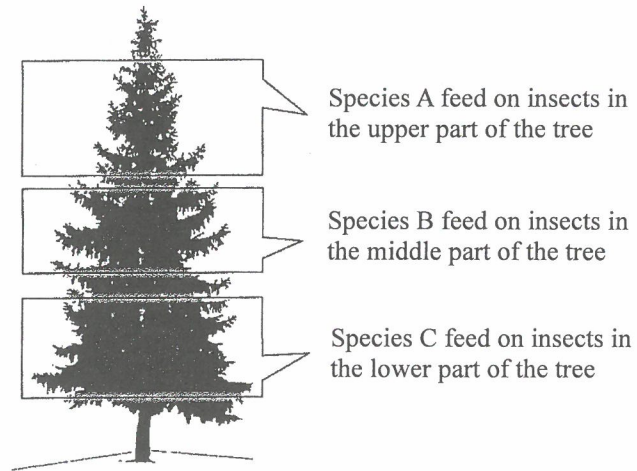 Species A feed on insects in
the upper part of the tree
Species B feed on insects in
the middle part of the tree
Species C feed on insects in
the lower part of the tree